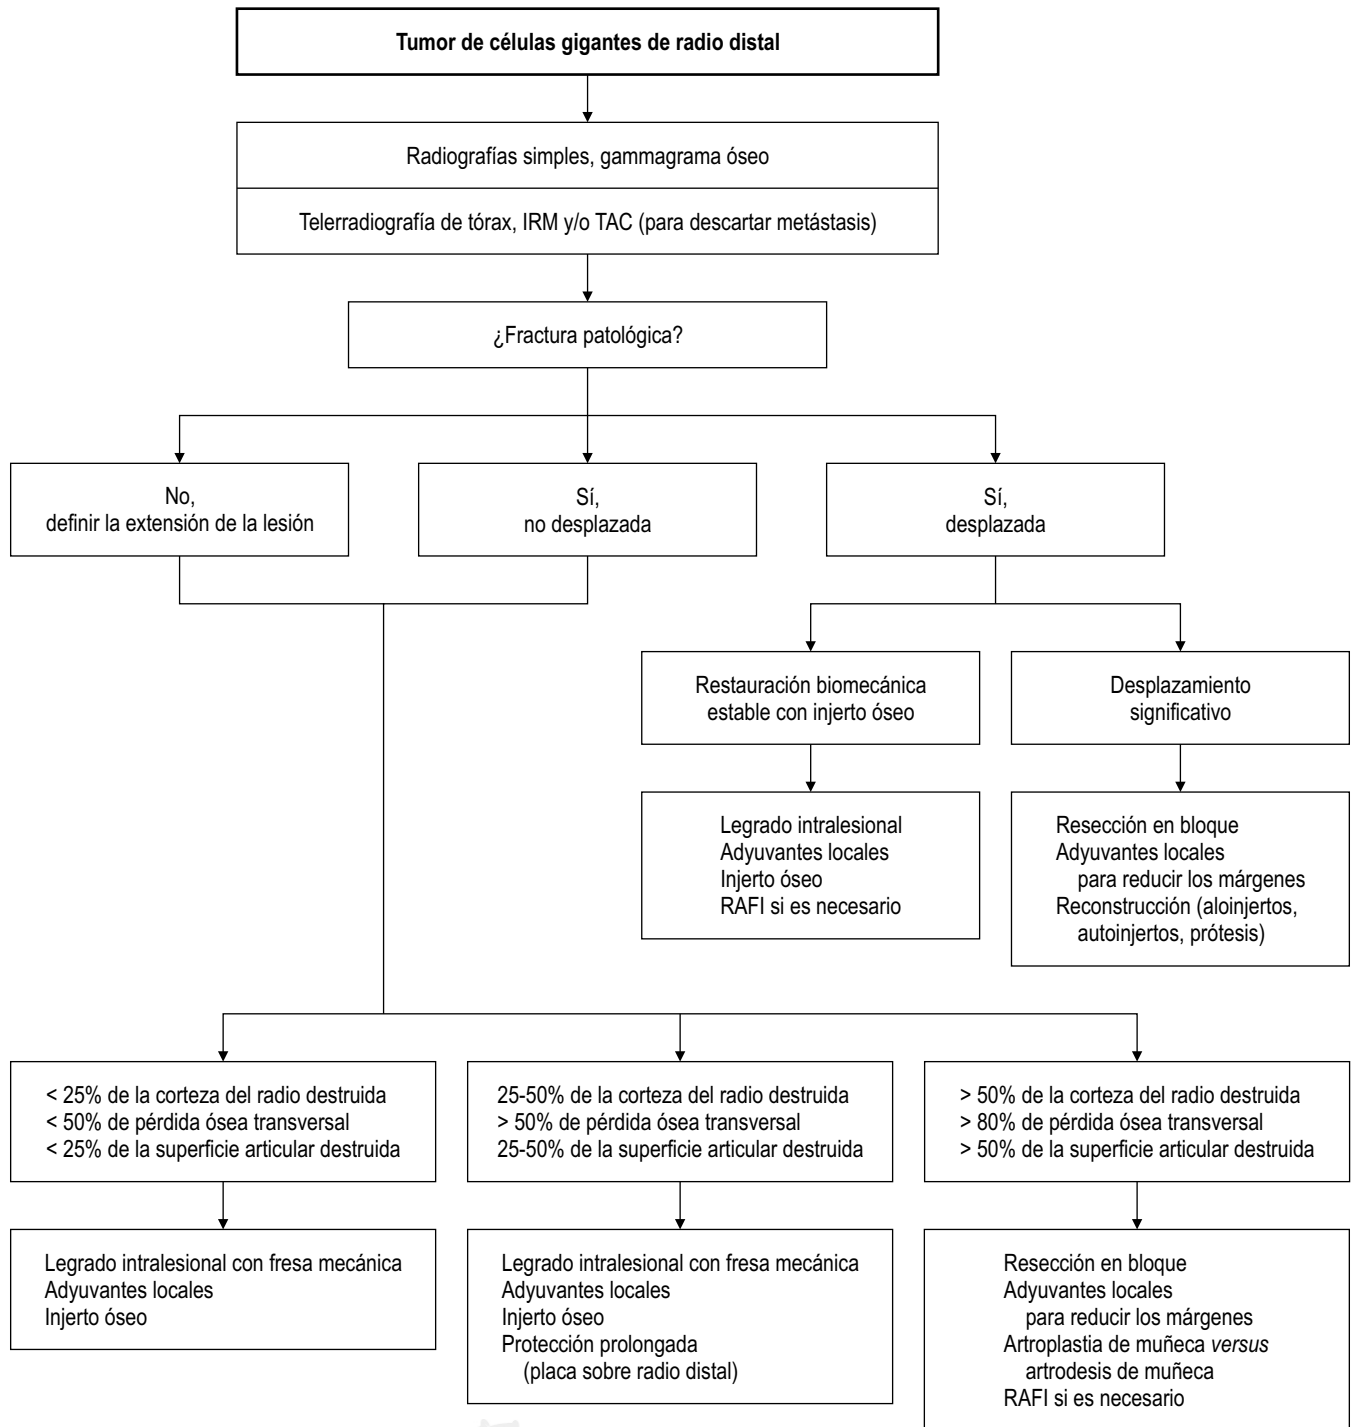 Tumor de células gigantes de radio distal
Radiografías simples, gammagrama óseo
Telerradiografía de tórax, IRM y/o TAC (para descartar metástasis)
¿Fractura patológica?
No,
definir la extensión de la lesión
Sí,
no desplazada
Sí,
desplazada
Restauración biomecánica
estable con injerto óseo
Desplazamiento
significativo
Legrado intralesional
Adyuvantes locales
Injerto óseo
RAFI si es necesario
Resección en bloque
Adyuvantes locales
para reducir los márgenes
Reconstrucción (aloinjertos,
autoinjertos, prótesis)
< 25% de la corteza del radio destruida
< 50% de pérdida ósea transversal
< 25% de la superficie articular destruida
25-50% de la corteza del radio destruida
> 50% de pérdida ósea transversal
25-50% de la superficie articular destruida
> 50% de la corteza del radio destruida
> 80% de pérdida ósea transversal
> 50% de la superficie articular destruida
Legrado intralesional con fresa mecánica
Adyuvantes locales
Injerto óseo
Legrado intralesional con fresa mecánica
Adyuvantes locales
Injerto óseo
Protección prolongada
(placa sobre radio distal)
Resección en bloque
Adyuvantes locales
para reducir los márgenes
Artroplastia de muñeca versus
artrodesis de muñeca
RAFI si es necesario